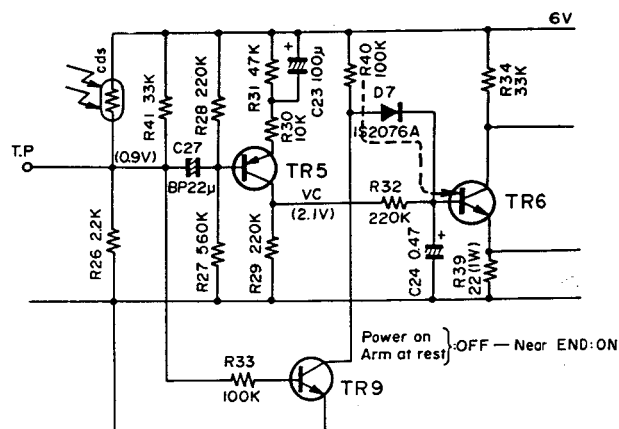 6V
cds
R41 33K
R28 220K
R31 47K
+
C23 100μ
R40 100K
R34 33K
D7
1S2076A
R30 10K
C27
BP22μ
T.P
(0.9V)
TR5
VC
(2.1V)
R32
220K
TR6
R26 2.2K
R27 560K
R29 220K
C24 0.47
+
R39 22(1W)
Power on
Arm at rest}:OFF — Near END:ON
R33
100K
TR9